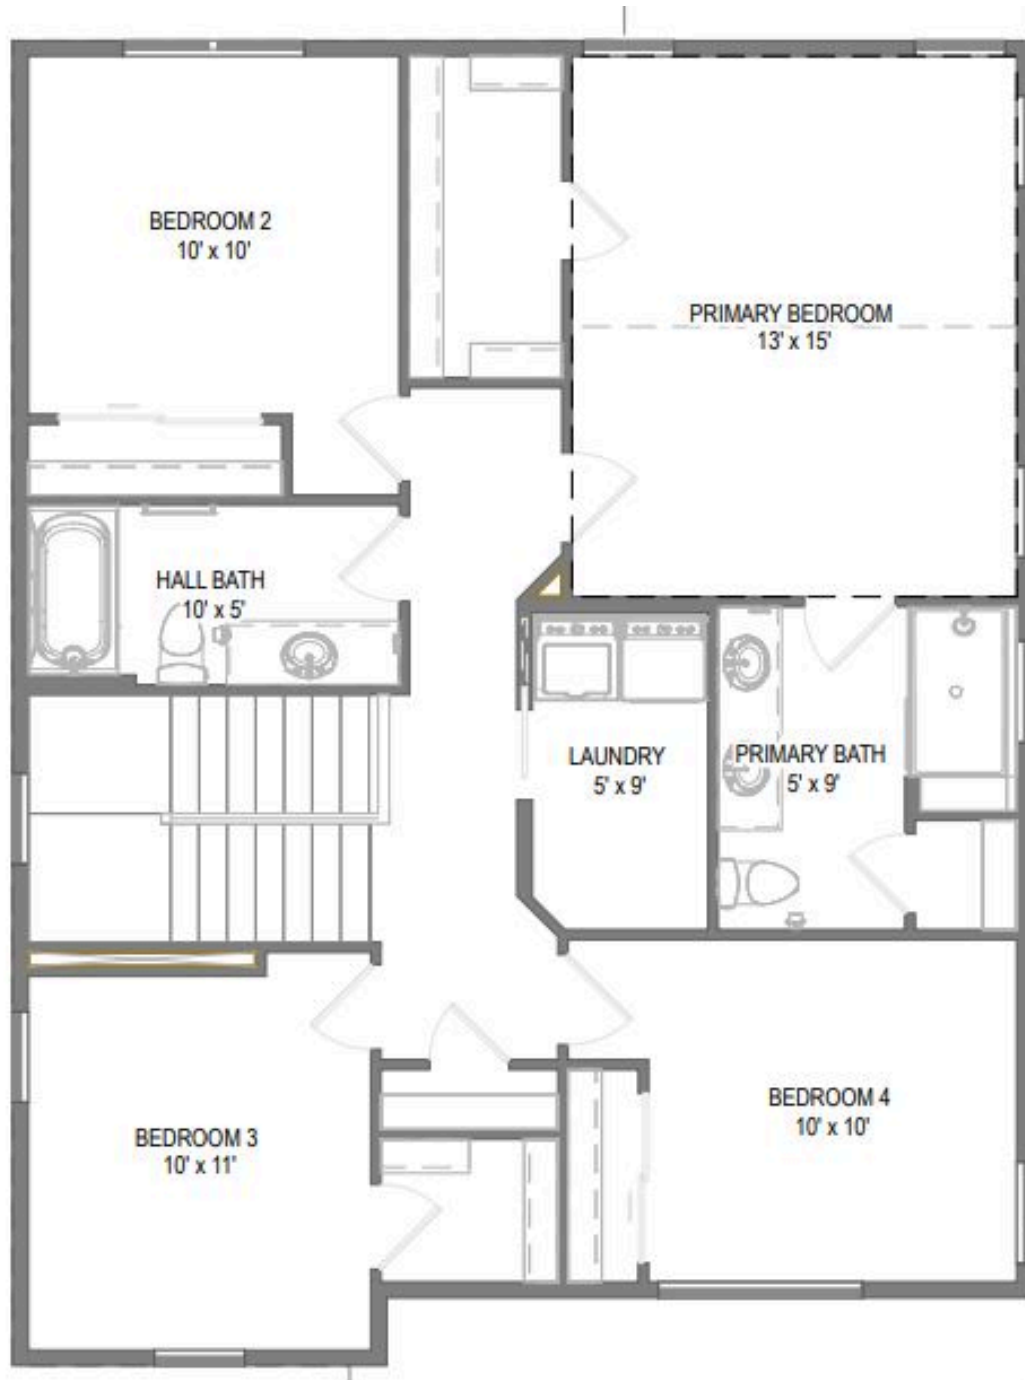 BEDROOM 2
10' x 10'
PRIMARY BEDROOM
13' x 15'
HALL BATH
10' x 5'
LAUNDRY
5' x 9'
PRIMARY BATH
5' x 9'
BEDROOM 4
10' x 10'
BEDROOM 3
10' x 11'